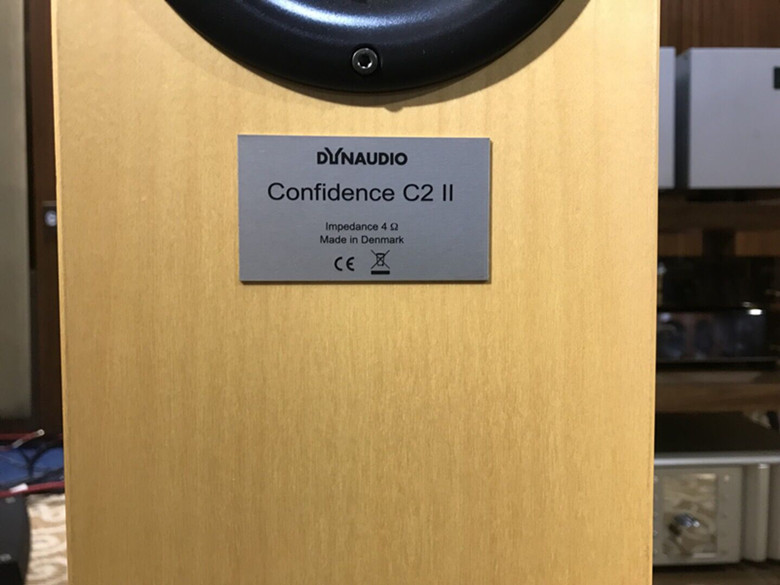 DYNAUDIO
Confidence C2 II
Impedance 4 Ω
Made in Denmark
CE